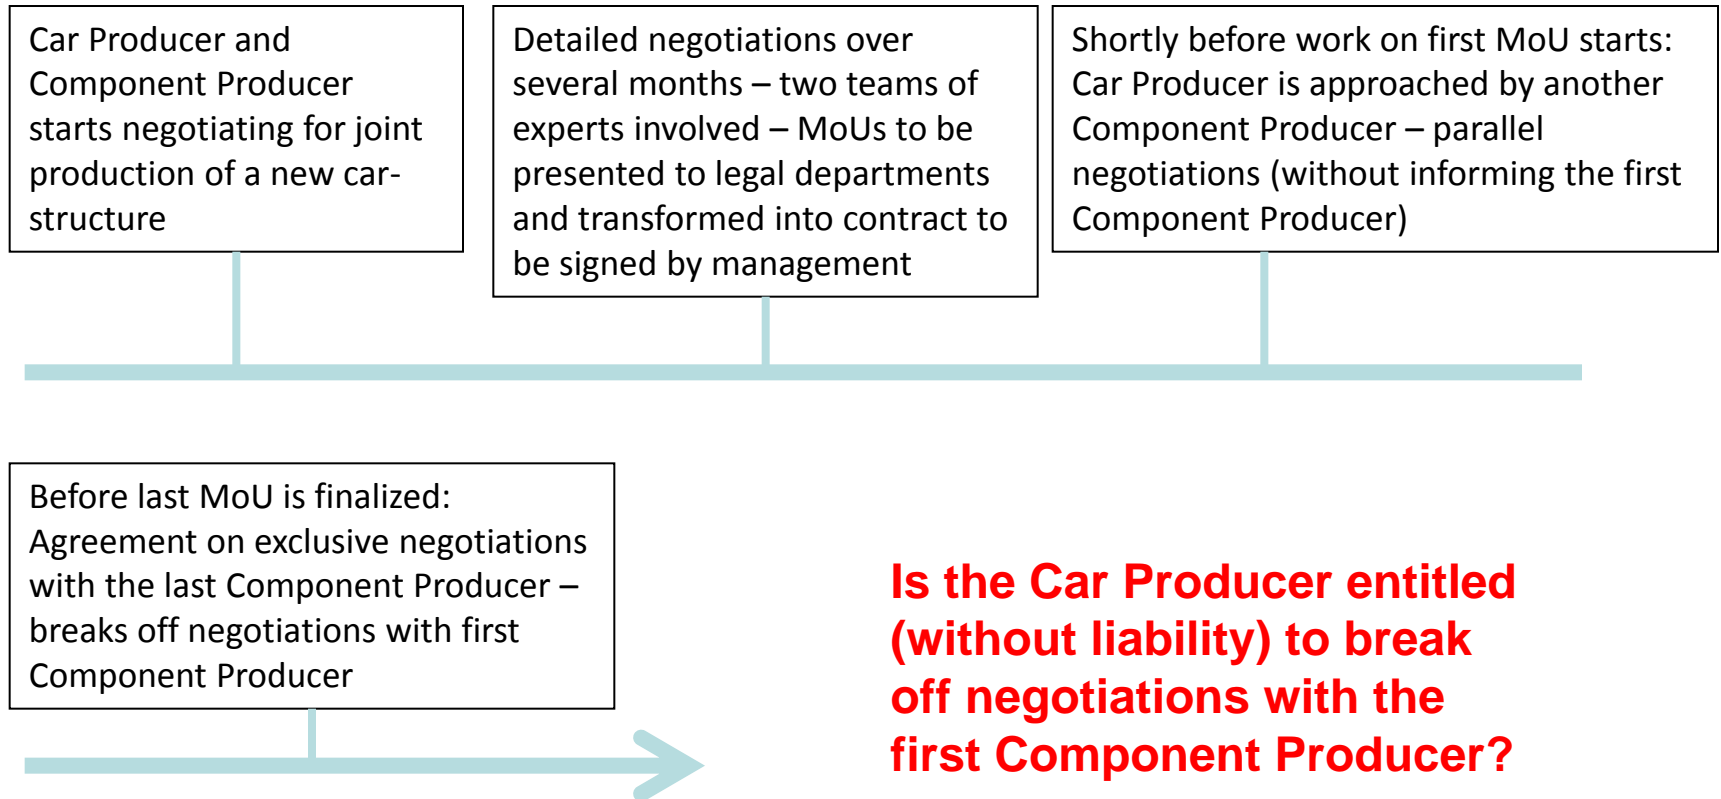 Car Producer and
Component Producer
starts negotiating for joint
production of a new car-
structure
Detailed negotiations over
several months – two teams of
experts involved – MoUs to be
presented to legal departments
and transformed into contract to
be signed by management
Shortly before work on first MoU starts:
Car Producer is approached by another
Component Producer – parallel
negotiations (without informing the first
Component Producer)
Before last MoU is finalized:
Agreement on exclusive negotiations
with the last Component Producer –
breaks off negotiations with first
Component Producer
Is the Car Producer entitled
(without liability) to break
off negotiations with the
first Component Producer?